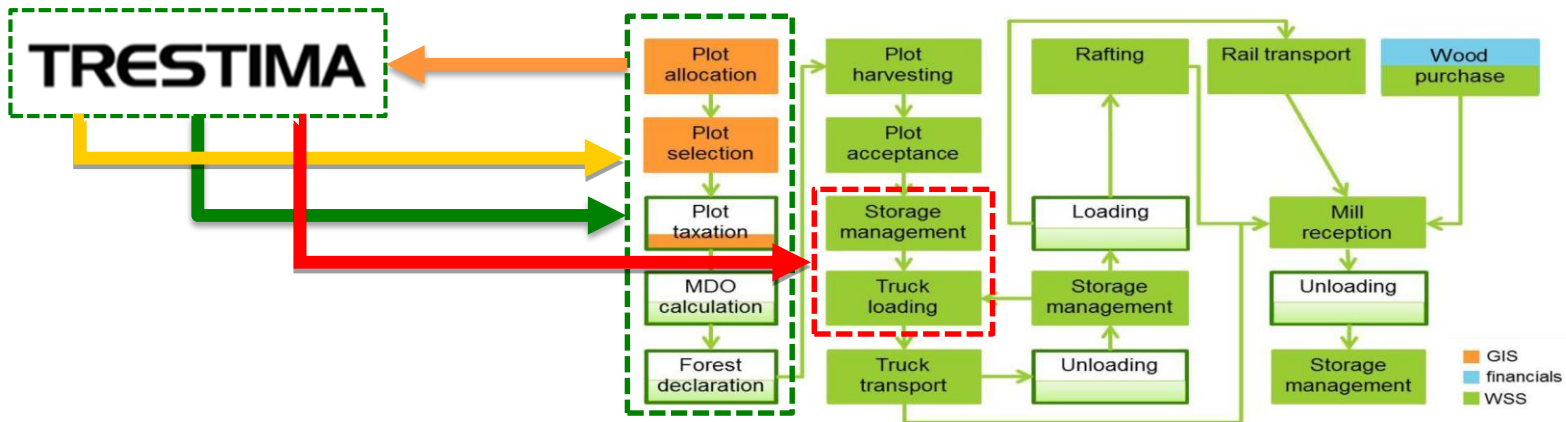 TRESTIMA
Plot
allocation
Plot
selection
Plot
taxation
MDO
calculation
Forest
declaration
Plot
harvesting
Plot
acceptance
Storage
management
Truck
loading
Truck
transport
Rafting
Loading
Storage
management
Unloading
Rail transport
Wood
purchase
Mill
reception
Unloading
Storage
management
GIS
financials
WSS